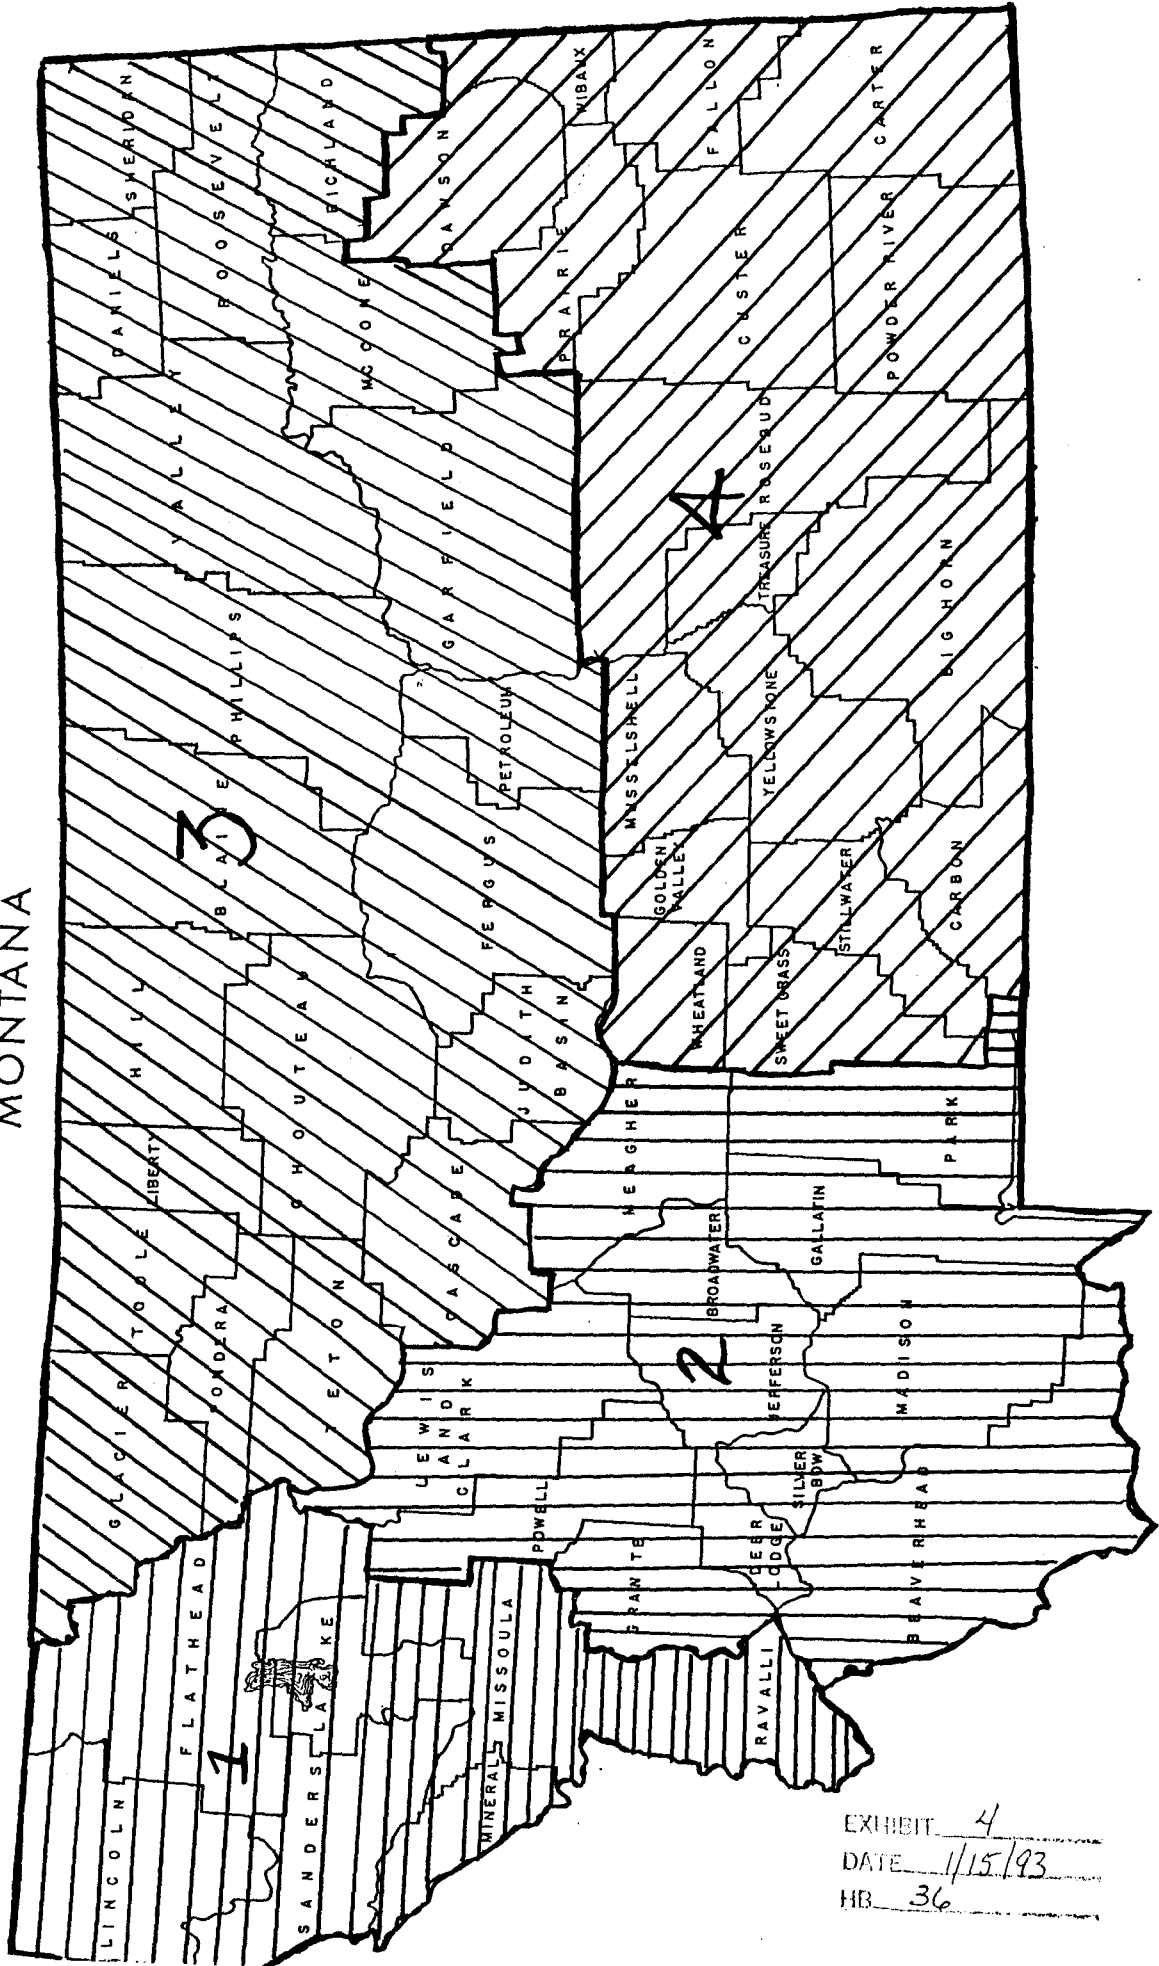 MONTANA
LINCOLN
FLATHEAD
1
SANDERS
LAKE
MINERAL
MISSOULA
RAVALLI
GLACIER
TOOLE
LIBERTY
HILL
BLAINE
3
PHILLIPS
VALLEY
DANIELS
SHERIDAN
ROOSEVELT
RICHLAND
PONDERA
TETON
CHOUTEAU
CASCADE
JUDITH
BASIN
FERGUS
PETROLEUM
GARFIELD
MCCONE
LEWIS
AND
CLARK
POWELL
GRANITE
DEER
LODGE
SILVER
BOW
BEAVERHEAD
2
JEFFERSON
BROADWATER
MEAGHER
MADISON
GALLATIN
PARK
WHEATLAND
SWEET GRASS
GOLDEN
VALLEY
STILLWATER
CARBON
MUSSELSHELL
YELLOWSTONE
BIG HORN
TREASURE
ROSEBUD
4
DAWSON
WIBAUX
PRAIRIE
FALLON
CUSTER
POWDER RIVER
CARTER
EXHIBIT 4
DATE 1/15/93
HB 36